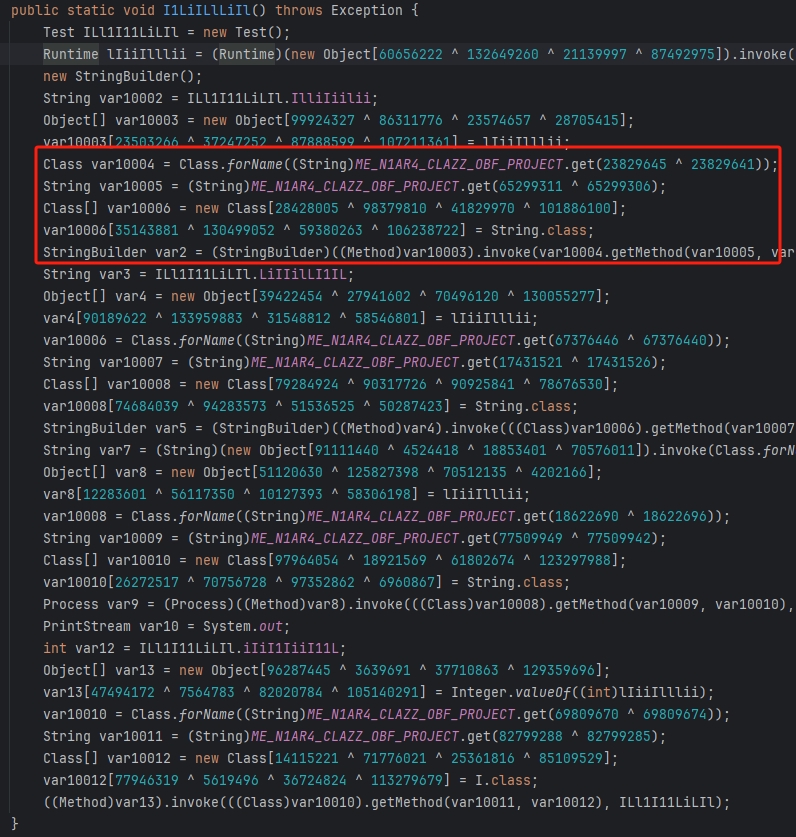 public static void I1LiILlLiIl() throws Exception {
Test ILl1I11LiLIl = new Test();
Runtime lIiiIlllii = (Runtime)(new Object[60656222 ^ 132649260 ^ 21139997 ^ 87492975]).invoke(
new StringBuilder();
String var10002 = ILl1I11LiLIl.IlliIiilii;
Object[] var10003 = new Object[99924327 ^ 86311776 ^ 23574657 ^ 28705415];
var10003[23503266 ^ 37247252 ^ 87888599 ^ 107211361] = lIiiIlllii;
Class var10004 = Class.forName((String)ME_N1AR4_CLAZZ_OBF_PROJECT.get(23829645 ^ 23829641));
String var10005 = (String)ME_N1AR4_CLAZZ_OBF_PROJECT.get(65299311 ^ 65299306);
Class[] var10006 = new Class[28428005 ^ 98379810 ^ 41829970 ^ 101886100];
var10006[35143881 ^ 130499052 ^ 59380263 ^ 106238722] = String.class;
StringBuilder var2 = (StringBuilder)((Method)var10003).invoke(var10004.getMethod(var10005, var
String var3 = ILl1I11LiLIl.LiIIilLI1IL;
Object[] var4 = new Object[39422454 ^ 27941602 ^ 70496120 ^ 130055277];
var4[90189622 ^ 133959883 ^ 31548812 ^ 58546801] = lIiiIlllii;
var10006 = Class.forName((String)ME_N1AR4_CLAZZ_OBF_PROJECT.get(67376446 ^ 67376440));
String var10007 = (String)ME_N1AR4_CLAZZ_OBF_PROJECT.get(17431521 ^ 17431526);
Class[] var10008 = new Class[79284924 ^ 90317726 ^ 90925841 ^ 78676530];
var10008[74684039 ^ 94283573 ^ 51536525 ^ 50287423] = String.class;
StringBuilder var5 = (StringBuilder)((Method)var4).invoke(((Class)var10006).getMethod(var10007
String var7 = (String)(new Object[91111440 ^ 4524418 ^ 18853401 ^ 70576011]).invoke(Class.forN
Object[] var8 = new Object[51120630 ^ 125827398 ^ 70512135 ^ 4202166];
var8[12283601 ^ 56117350 ^ 10127393 ^ 58306198] = lIiiIlllii;
var10008 = Class.forName((String)ME_N1AR4_CLAZZ_OBF_PROJECT.get(18622690 ^ 18622696));
String var10009 = (String)ME_N1AR4_CLAZZ_OBF_PROJECT.get(77509949 ^ 77509942);
Class[] var10010 = new Class[97964054 ^ 18921569 ^ 61802674 ^ 123297988];
var10010[26272517 ^ 70756728 ^ 97352862 ^ 6960867] = String.class;
Process var9 = (Process)((Method)var8).invoke(((Class)var10008).getMethod(var10009, var10010),
PrintStream var10 = System.out;
int var12 = ILl1I11LiLIl.iIiI1IiiI11L;
Object[] var13 = new Object[96287445 ^ 3639691 ^ 37710863 ^ 129359696];
var13[47494172 ^ 7564783 ^ 82020784 ^ 105140291] = Integer.valueOf((int)lIiiIlllii);
var10010 = Class.forName((String)ME_N1AR4_CLAZZ_OBF_PROJECT.get(69809670 ^ 69809674));
String var10011 = (String)ME_N1AR4_CLAZZ_OBF_PROJECT.get(82799288 ^ 82799285);
Class[] var10012 = new Class[14115221 ^ 71776021 ^ 25361816 ^ 85109529];
var10012[77946319 ^ 5619496 ^ 36724824 ^ 113279679] = I.class;
((Method)var13).invoke(((Class)var10010).getMethod(var10011, var10012), ILl1I11LiLIl);
}